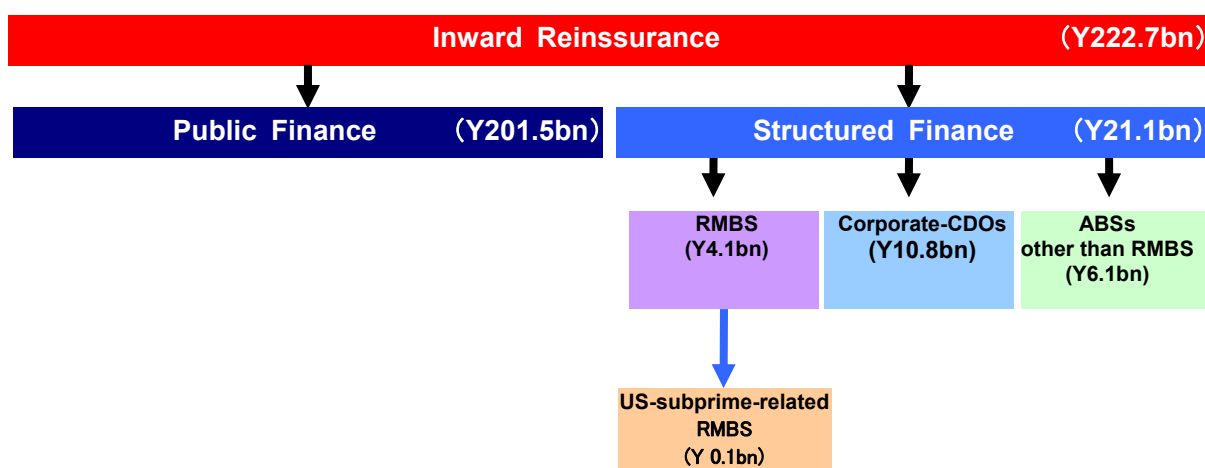 Inward Reinssurance (Y222.7bn)
Public Finance (Y201.5bn)
Structured Finance (Y21.1bn)
RMBS
(Y4.1bn)
Corporate-CDOs
(Y10.8bn)
ABSs
other than RMBS
(Y6.1bn)
US-subprime-related
RMBS
(Y 0.1bn)